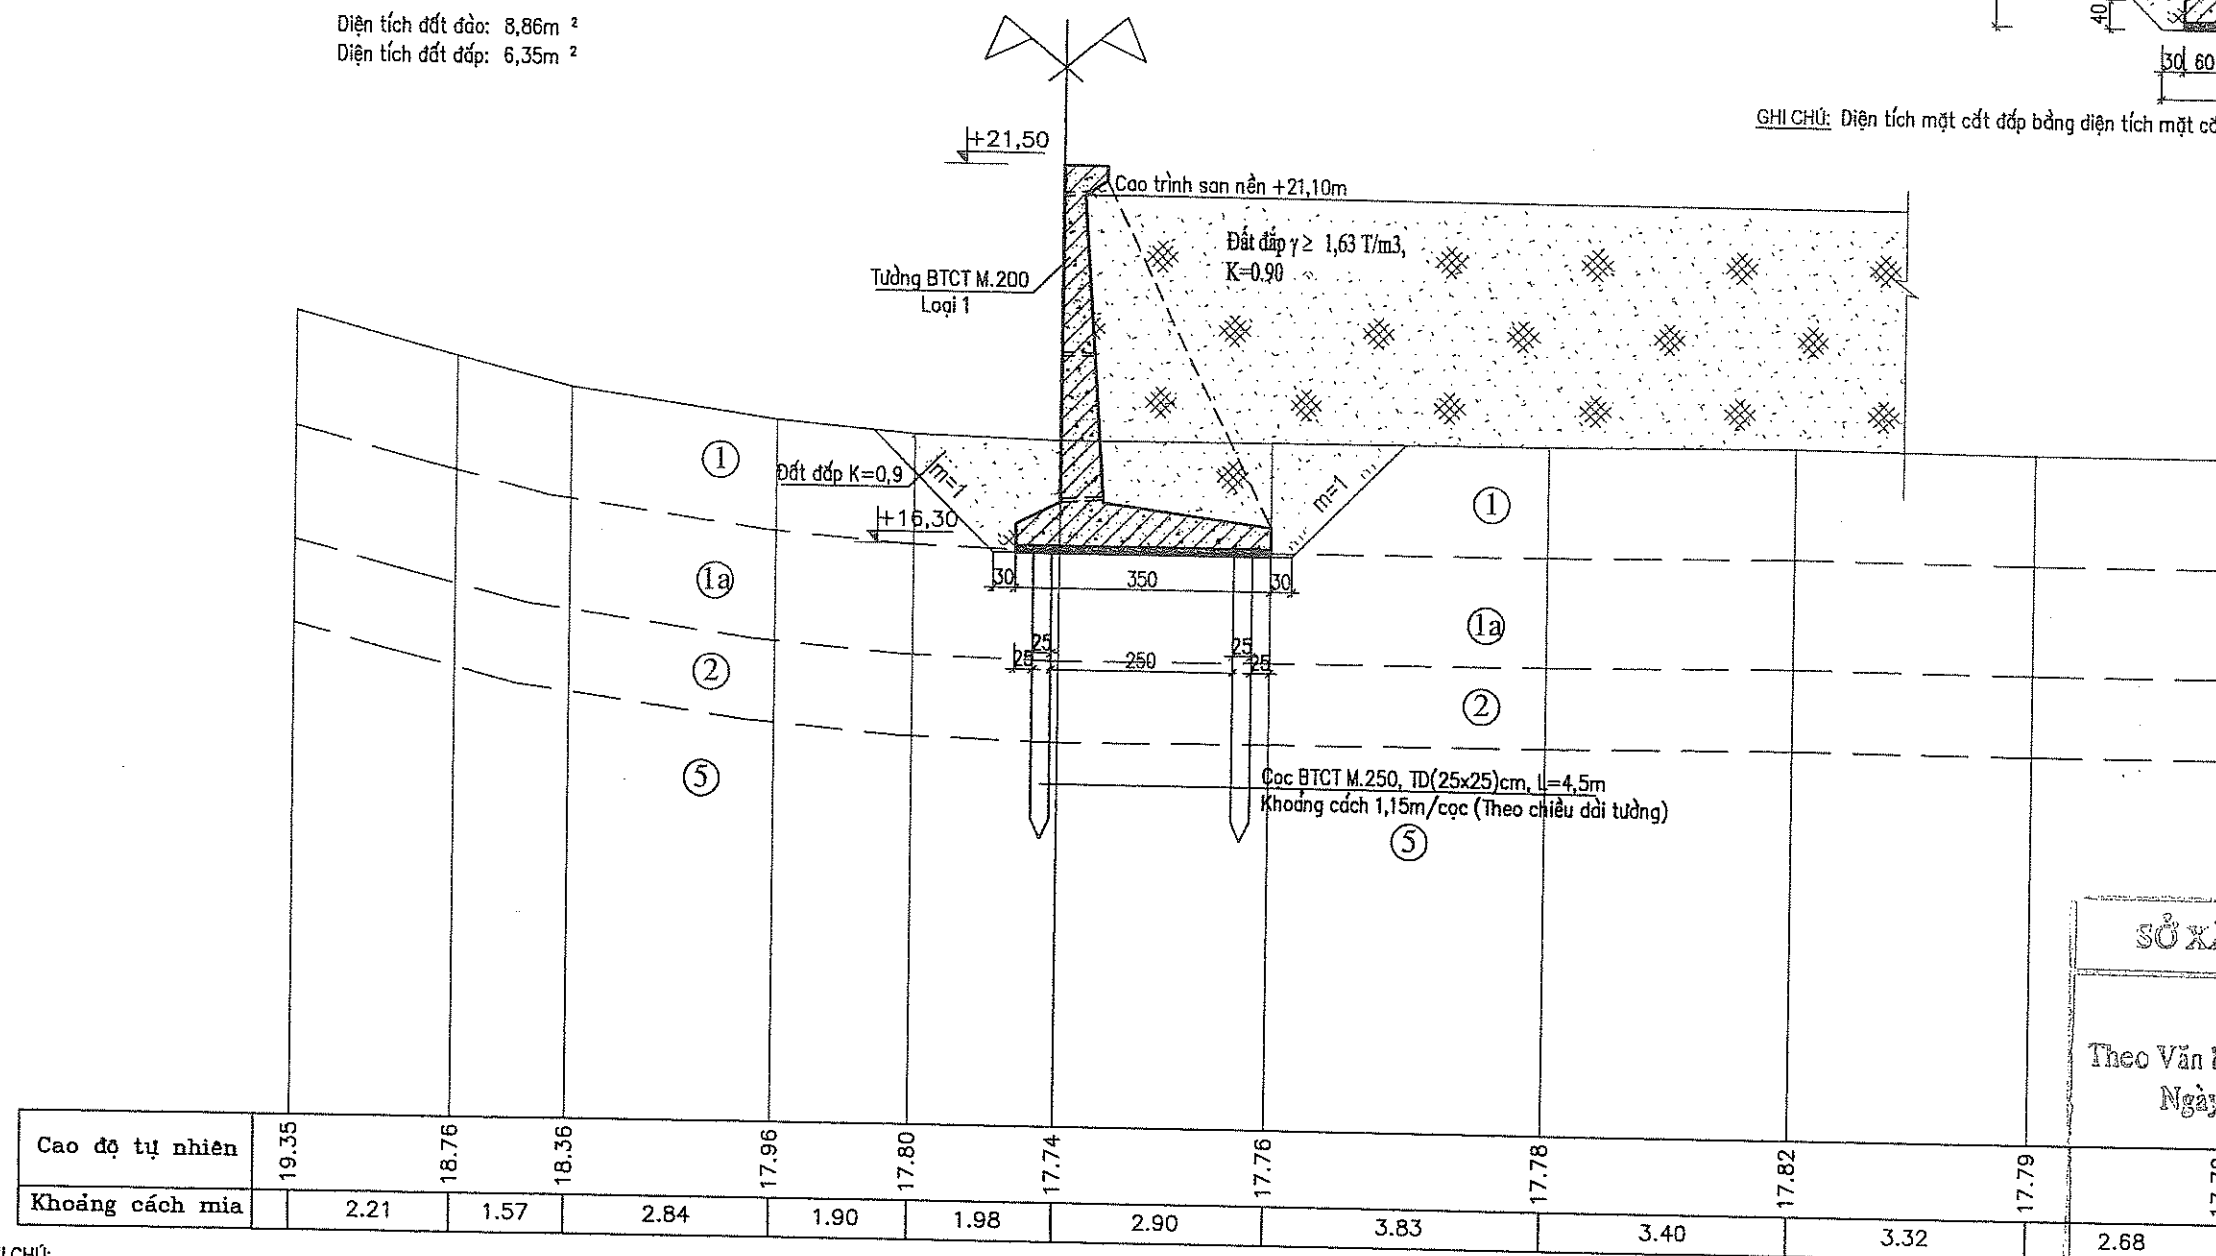 Diện tích đất đào: 8,86m ²
Diện tích đất đắp: 6,35m ²
40
30 60
GHI CHÚ: Diện tích mặt cắt đắp bằng diện tích mặt
+21,50
Cao trình san nền +21,10m
Đất đắp γ ≥ 1,63 T/m3,
K=0.90
Tường BTCT M.200
Loại 1
1
Đất đắp K=0,9
m=1
m=1
1
+16,30
30 350 30
1a
1a
25 25
25 250 25
2
2
5
Cọc BTCT M.250, TD(25x25)cm, L=4,5m
Khoảng cách 1,15m/cọc (Theo chiều dài tường)
5
SỞ
Theo Văn
Ngày
Cao độ tự nhiên 19.35 18.76 18.36 17.96 17.80 17.74 17.76 17.78 17.82 17.79
Khoảng cách mia 2.21 1.57 2.84 1.90 1.98 2.90 3.83 3.40 3.32 2.68
CHÚ: